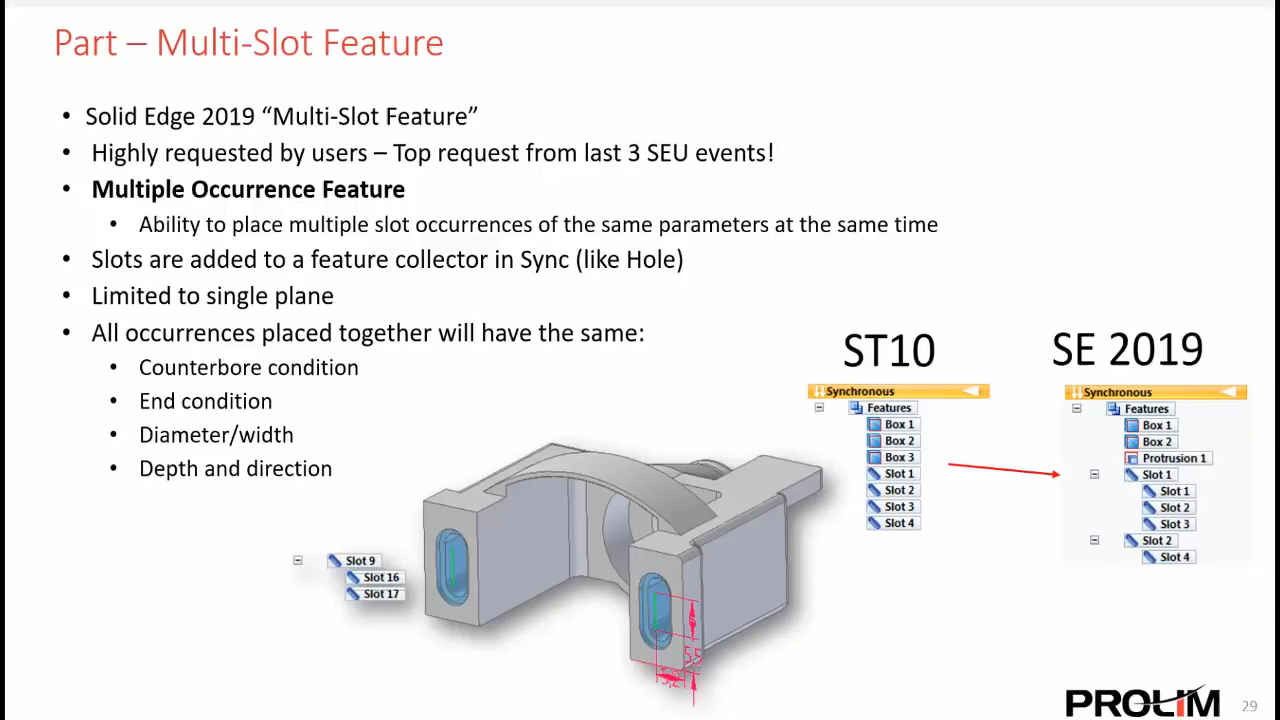 Part – Multi-Slot Feature
• Solid Edge 2019 “Multi-Slot Feature”
• Highly requested by users – Top request from last 3 SEU events!
• Multiple Occurrence Feature
• Ability to place multiple slot occurrences of the same parameters at the same time
• Slots are added to a feature collector in Sync (like Hole)
• Limited to single plane
• All occurrences placed together will have the same:
• Counterbore condition
• End condition
• Diameter/width
• Depth and direction
ST10
Synchronous
Features
Box 1
Box 2
Box 3
Slot 1
Slot 2
Slot 3
Slot 4
SE 2019
Synchronous
Features
Box 1
Box 2
Protrusion 1
Slot 1
Slot 1
Slot 2
Slot 3
Slot 2
Slot 4
Slot 9
Slot 16
Slot 17
5,5
PROLIM
29